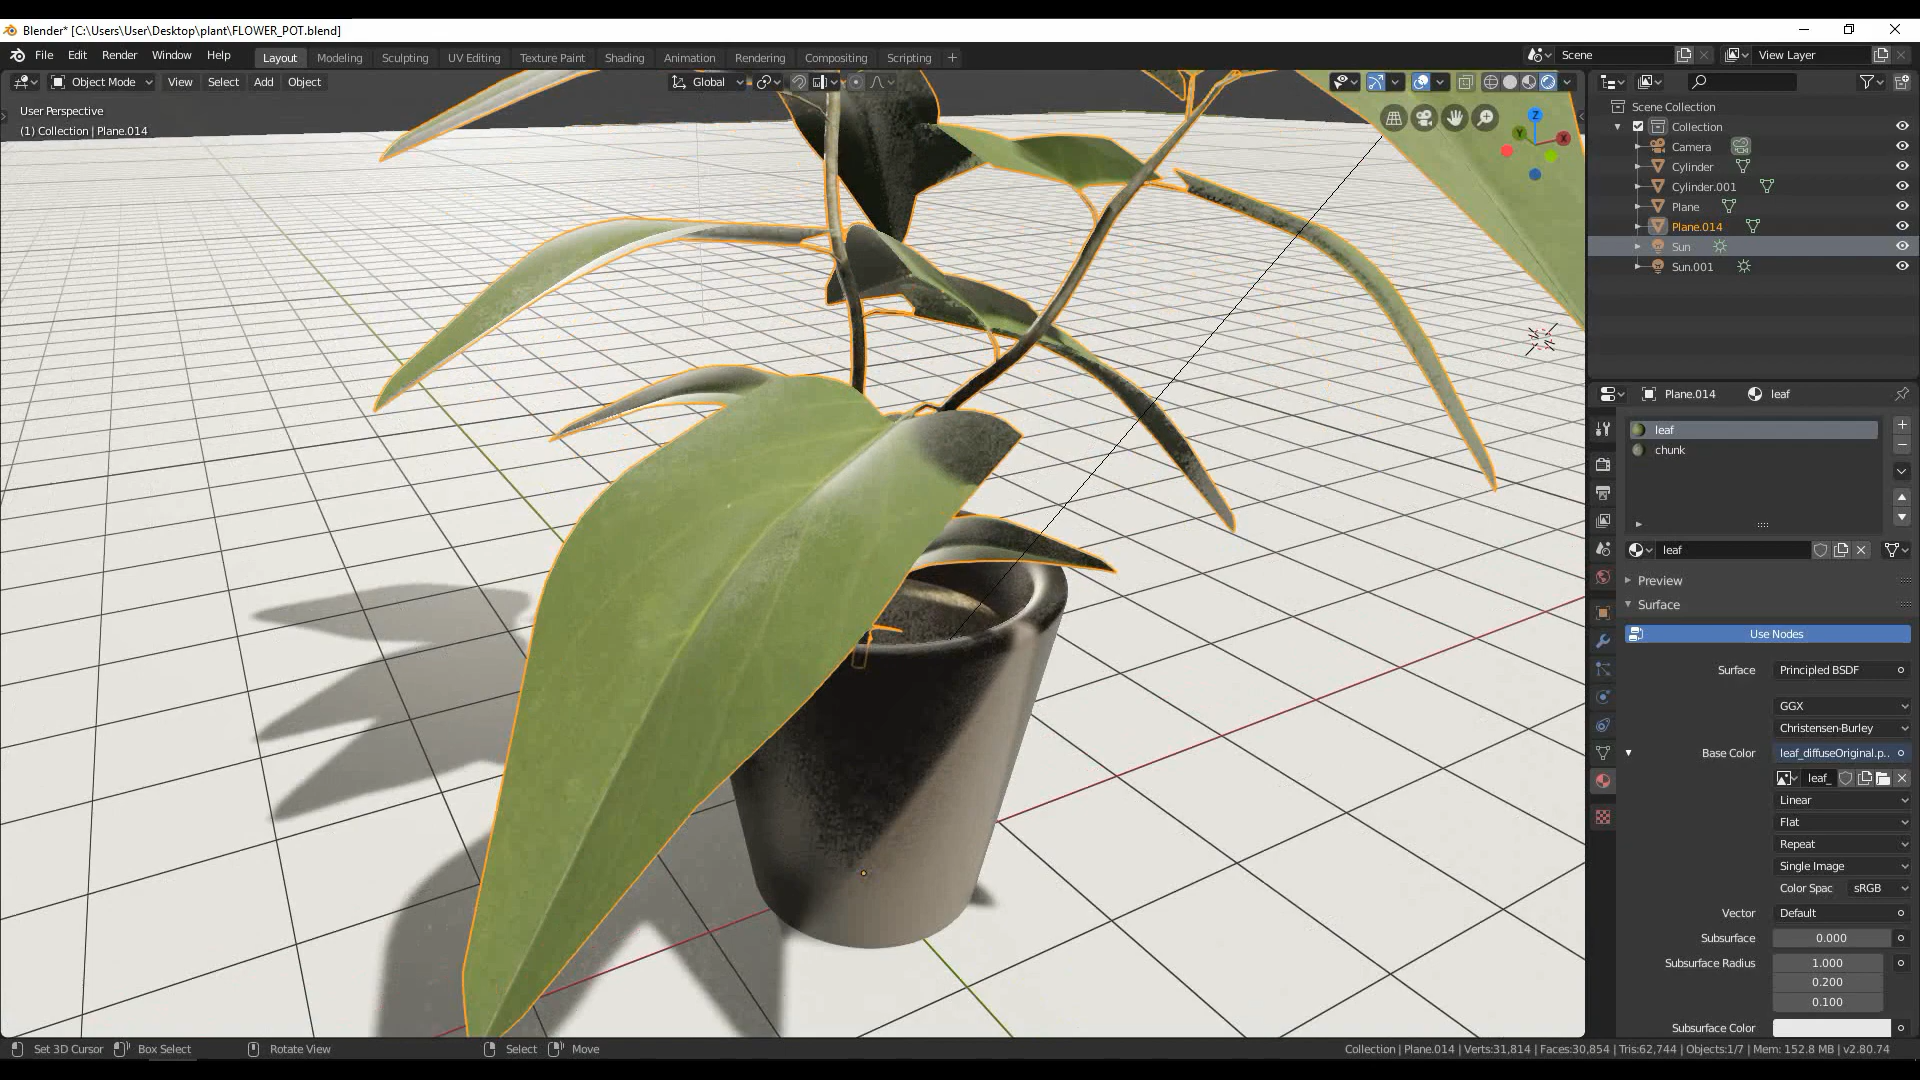 Blender* [C:\Users\User\Desktop\plant\FLOWER_POT.blend]
File Edit Render Window Help Layout Modeling Sculpting UV Editing Texture Paint Shading Animation Rendering Compositing Scripting + Scene View Layer
Object Mode View Select Add Object Global
User Perspective
(1) Collection | Plane.014
Z
Y
X
Scene Collection
Collection
Camera
Cylinder
Cylinder.001
Plane
Plane.014
Sun
Sun.001
Plane.014 leaf
leaf
chunk
leaf
Preview
Surface
Use Nodes
Surface Principled BSDF
GGX
Christensen-Burley
Base Color leaf_diffuseOriginal.p..
leaf_
Linear
Flat
Repeat
Single Image
Color Spac sRGB
Vector Default
Subsurface 0.000
Subsurface Radius 1.000
0.200
0.100
Subsurface Color
Set 3D Cursor Box Select Rotate View Select Move Collection | Plane.014 | Verts:31,814 | Faces:30,854 | Tris:62,744 | Objects:1/7 | Mem: 152.8 MB | v2.80.74